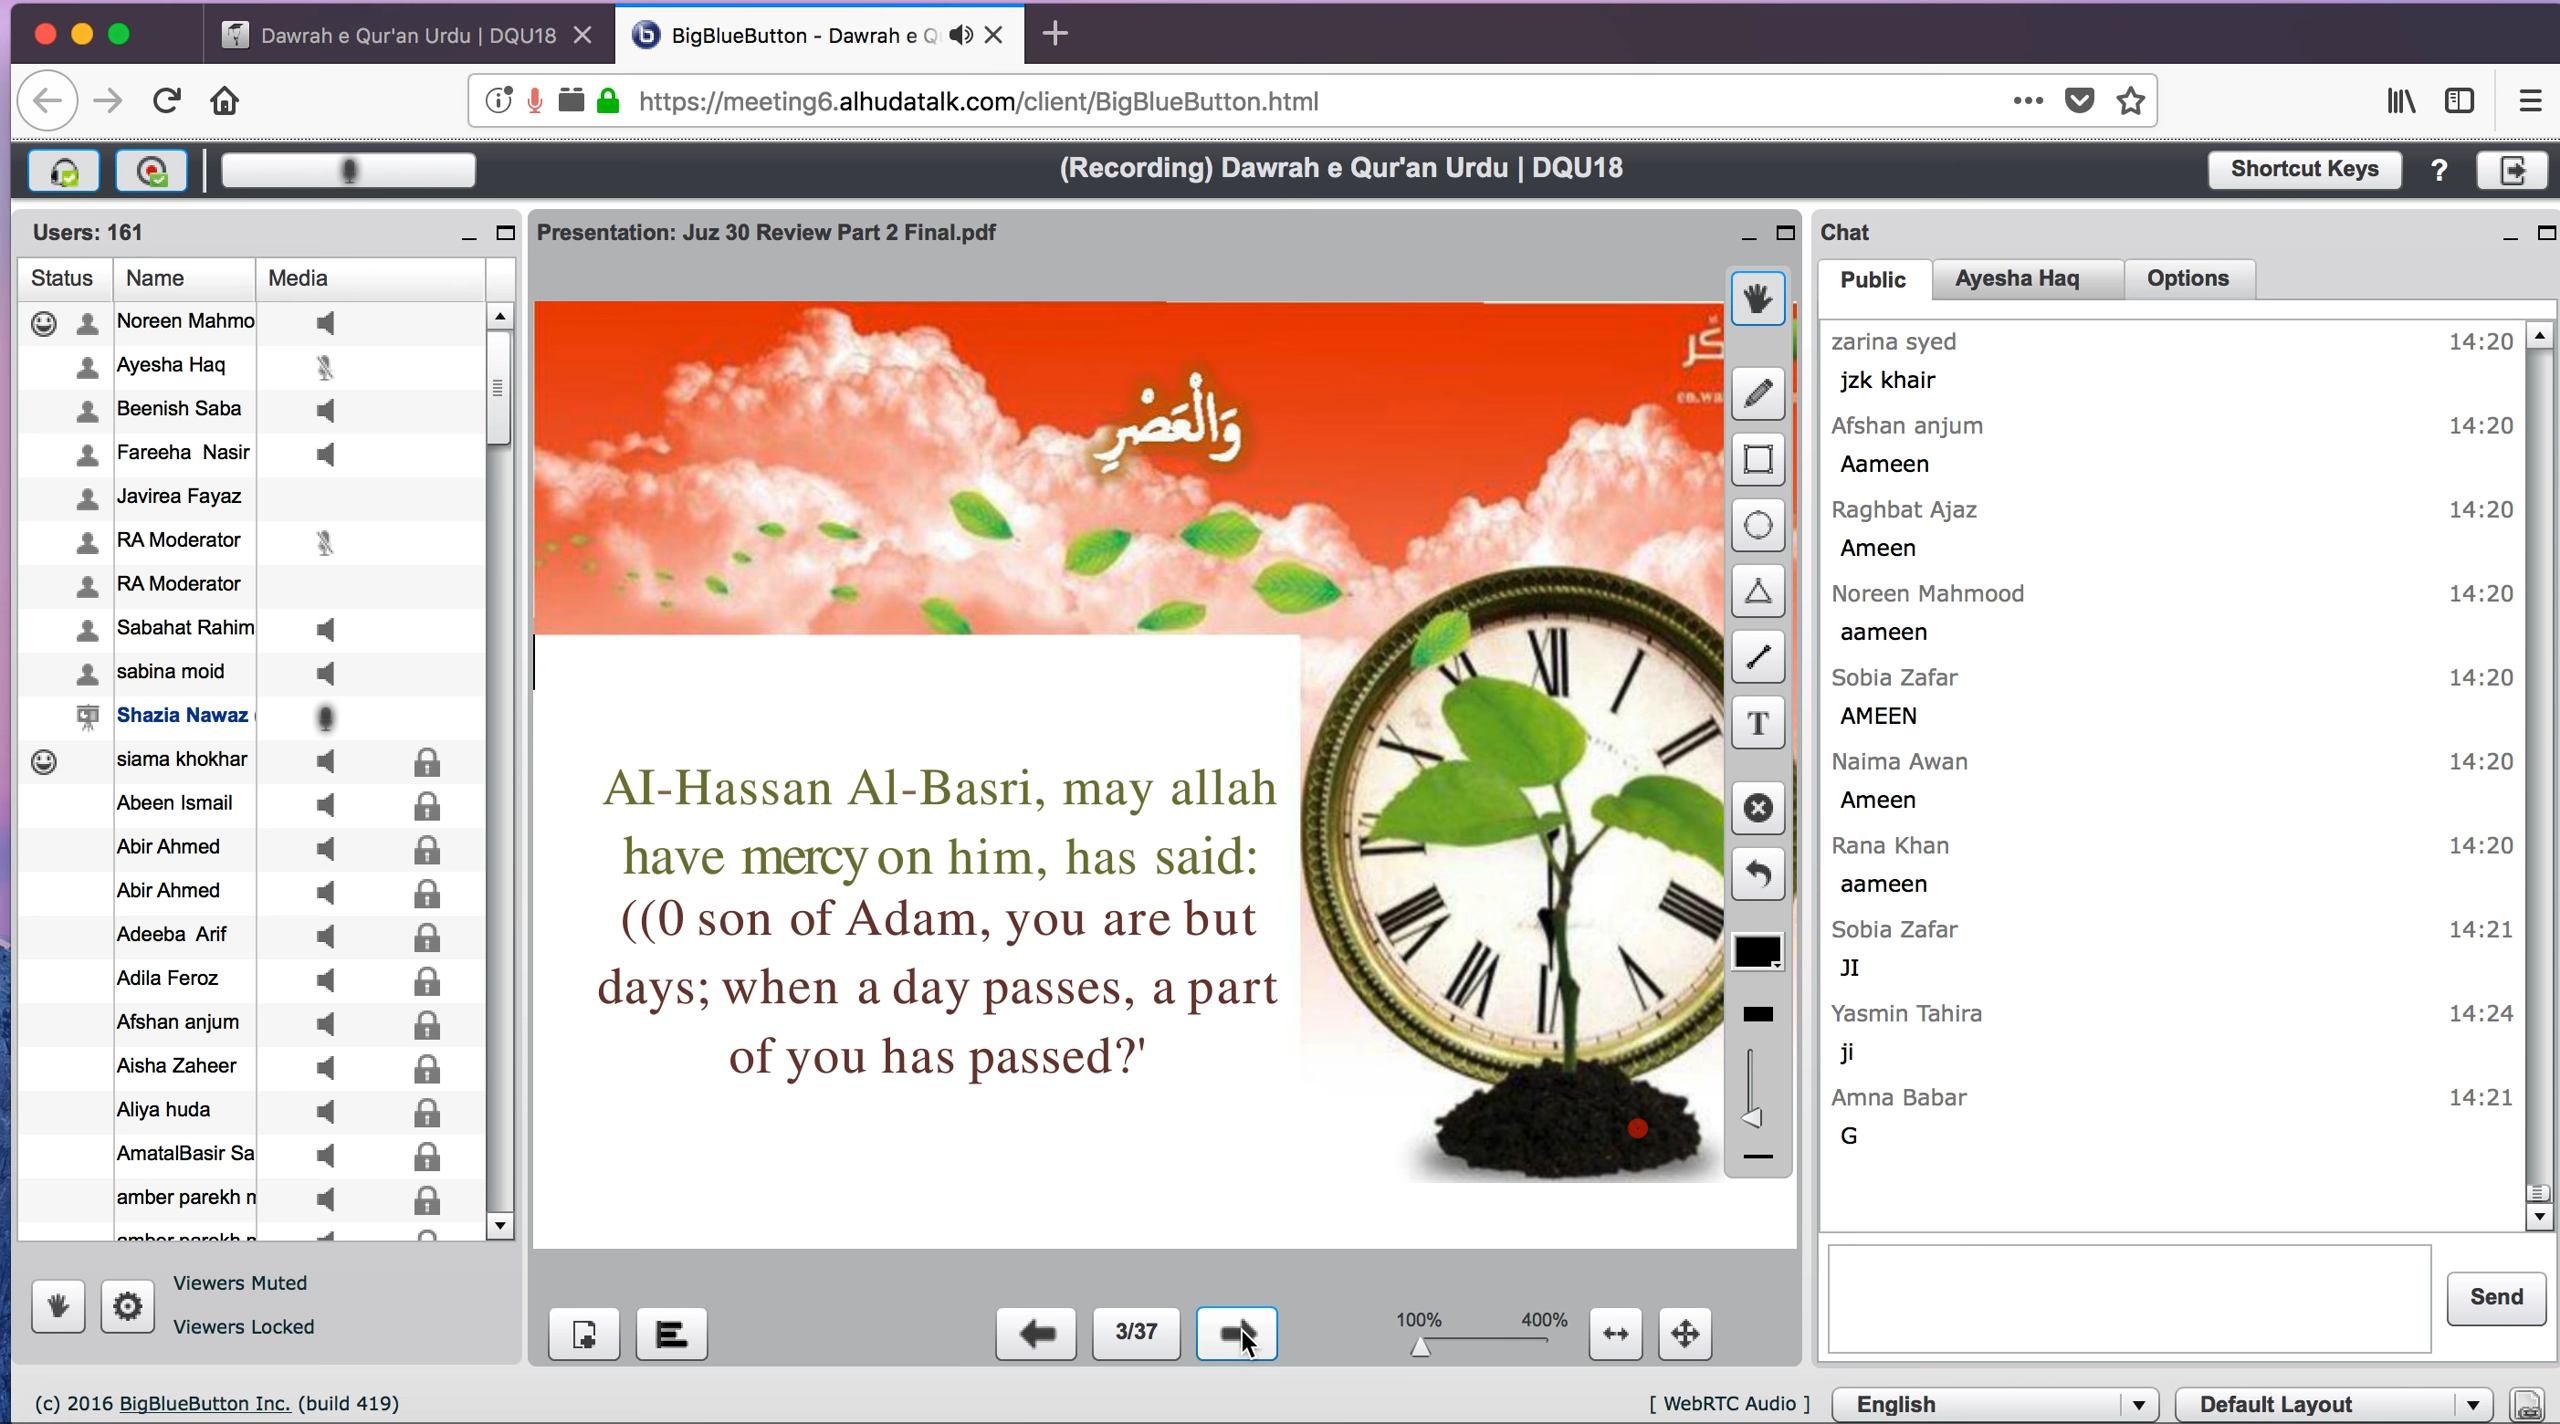 Dawrah e Qur'an Urdu | DQU18
BigBlueButton - Dawrah e Q
https://meeting6.alhudatalk.com/client/BigBlueButton.html
(Recording) Dawrah e Qur'an Urdu | DQU18
Shortcut Keys
?
Users: 161
Status Name Media
Noreen Mahmo
Ayesha Haq
Beenish Saba
Fareeha Nasir
Javirea Fayaz
RA Moderator
RA Moderator
Sabahat Rahim
sabina moid
Shazia Nawaz
siama khokhar
Abeen Ismail
Abir Ahmed
Abir Ahmed
Adeeba Arif
Adila Feroz
Afshan anjum
Aisha Zaheer
Aliya huda
AmatalBasir Sa
amber parekh
amber parekh
Viewers Muted
Viewers Locked
Presentation: Juz 30 Review Part 2 Final.pdf
وَالْعَصْرِ
en.wa
AI-Hassan Al-Basri, may allah
have mercy on him, has said:
((0 son of Adam, you are but
days; when a day passes, a part
of you has passed?'
T
3/37
100% 400%
Chat
Public Ayesha Haq Options
zarina syed 14:20
jzk khair
Afshan anjum 14:20
Aameen
Raghbat Ajaz 14:20
Ameen
Noreen Mahmood 14:20
aameen
Sobia Zafar 14:20
AMEEN
Naima Awan 14:20
Ameen
Rana Khan 14:20
aameen
Sobia Zafar 14:21
JI
Yasmin Tahira 14:24
ji
Amna Babar 14:21
G
Send
(c) 2016 BigBlueButton Inc. (build 419)
[ WebRTC Audio ]
English
Default Layout